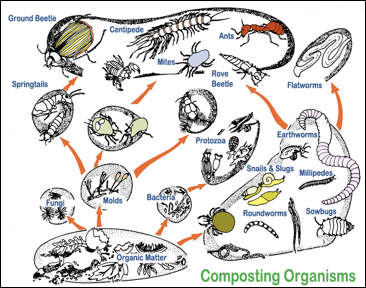 Ground Beetle
Centipede
Ants
Mites
Rove
Beetle
Springtails
Flatworms
Protozoa
Earthworms
Snails & Slugs
Millipedes
Fungi
Molds
Bacteria
Roundworms
Sowbugs
Organic Matter
Composting Organisms